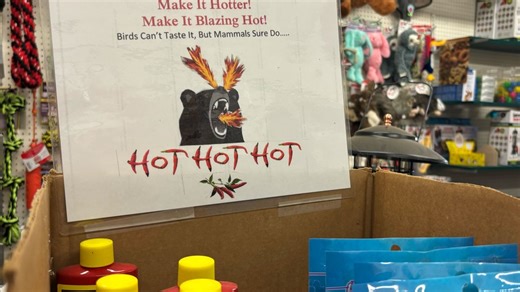 Make It Hotter!
Make It Blazing Hot!
Birds Can't Taste It, But Mammals Sure Do.....
HOT HOT HOT